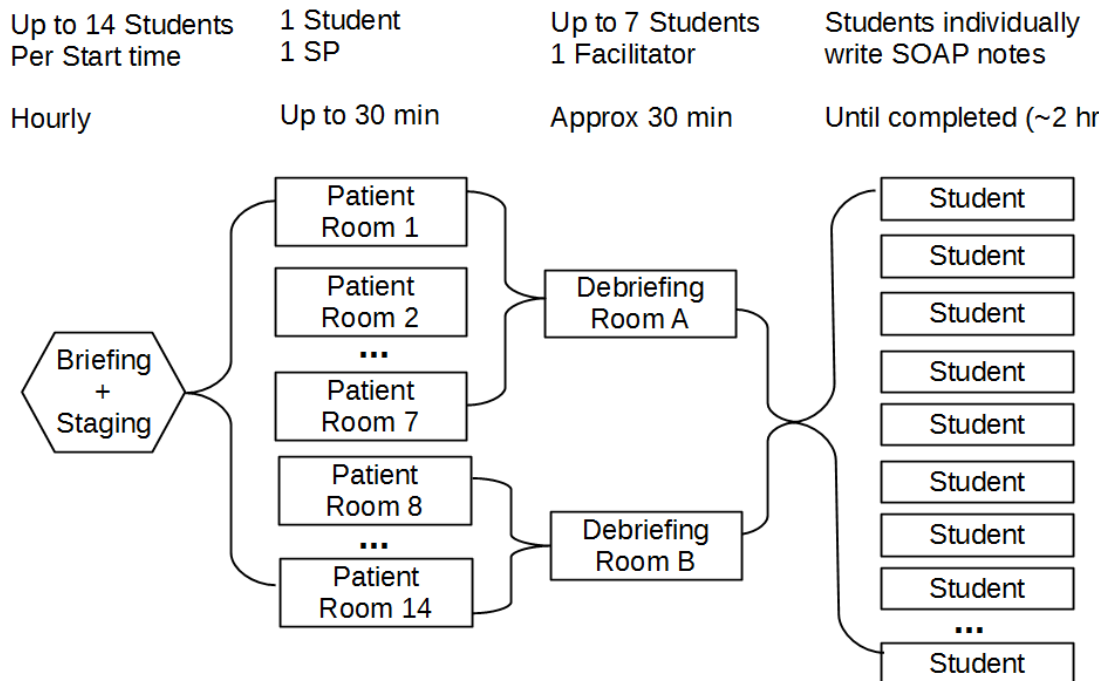 Up to 14 Students
Per Start time
Hourly
1 Student
1 SP
Up to 30 min
Up to 7 Students
1 Facilitator
Approx 30 min
Students individually
write SOAP notes
Until completed (~2 hr
Briefing
+
Staging
Patient
Room 1
Patient
Room 2
...
Patient
Room 7
Patient
Room 8
...
Patient
Room 14
Debriefing
Room A
Debriefing
Room B
Student
Student
Student
Student
Student
Student
Student
Student
...
Student